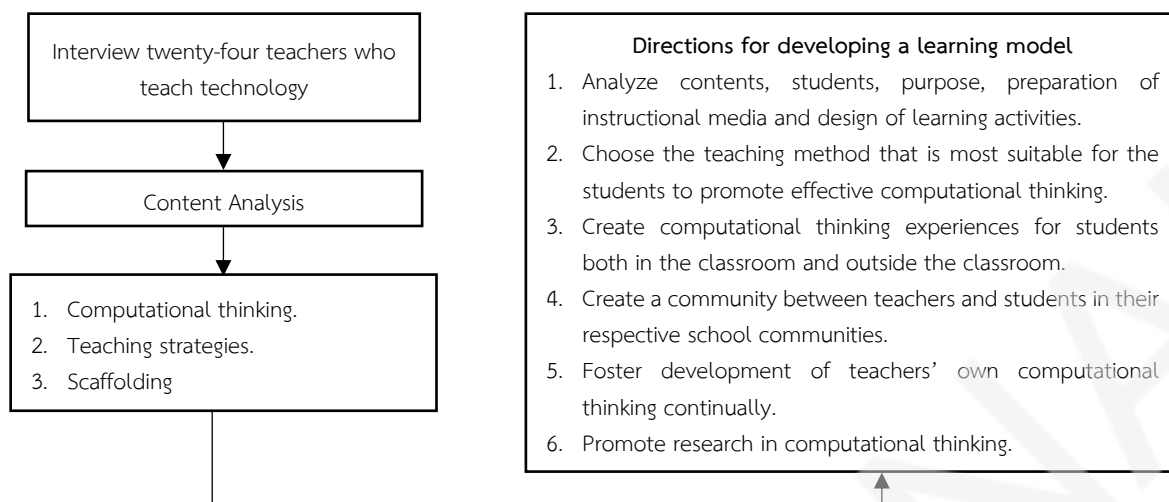 Interview twenty-four teachers who
teach technology
Content Analysis
1. Computational thinking.
2. Teaching strategies.
3. Scaffolding
Directions for developing a learning model
1. Analyze contents, students, purpose, preparation of
instructional media and design of learning activities.
2. Choose the teaching method that is most suitable for the
students to promote effective computational thinking.
3. Create computational thinking experiences for students
both in the classroom and outside the classroom.
4. Create a community between teachers and students in their
respective school communities.
5. Foster development of teachers’ own computational
thinking continually.
6. Promote research in computational thinking.